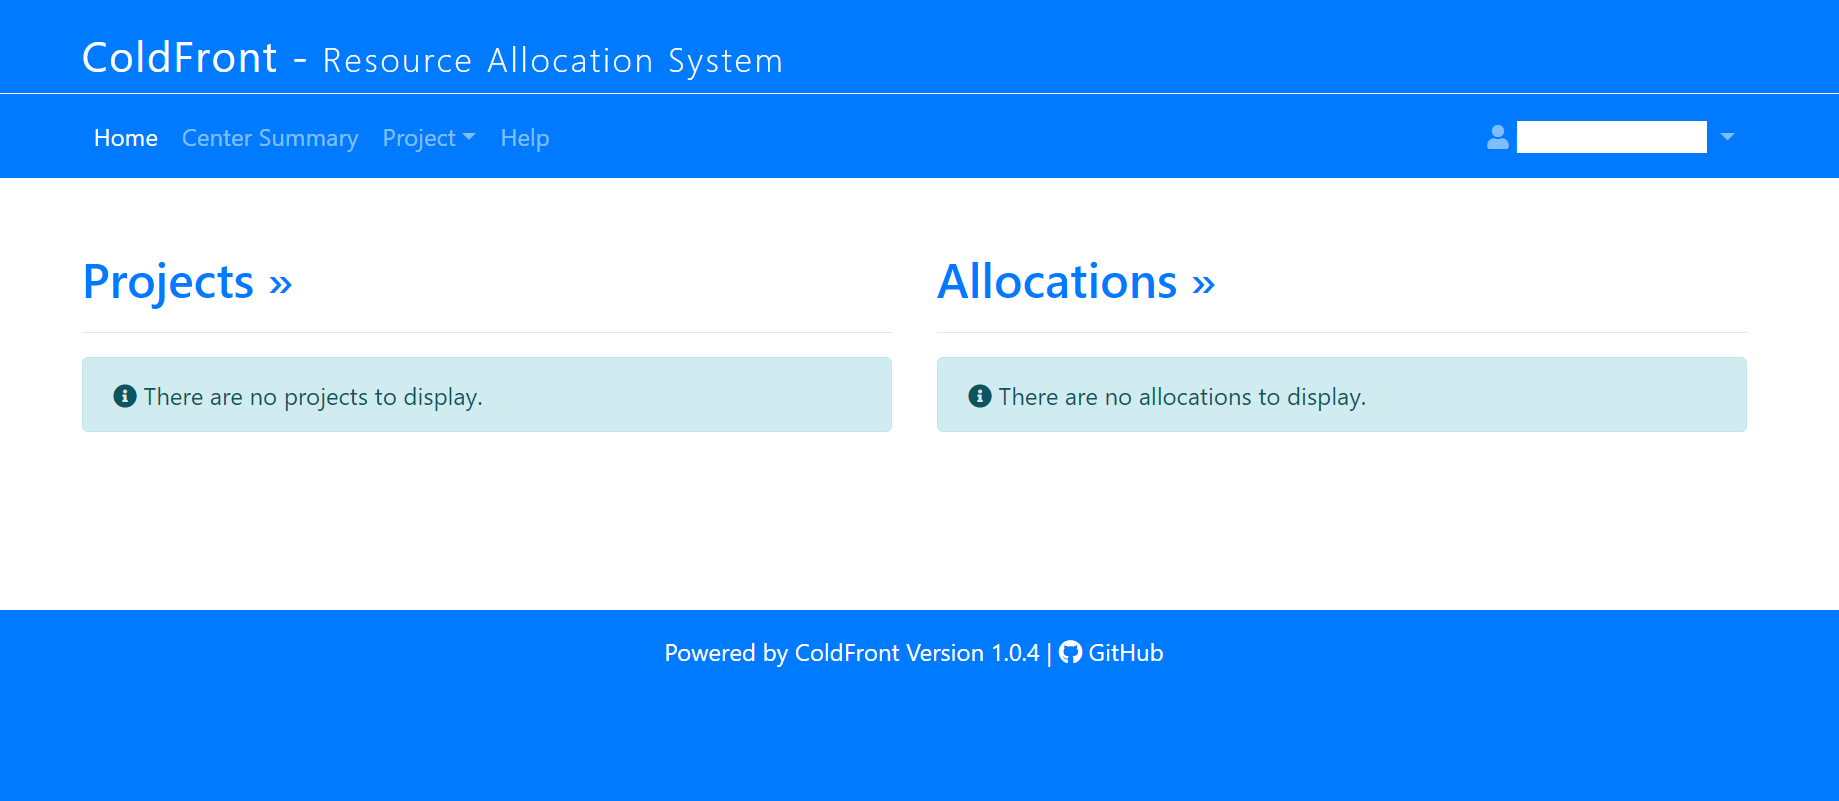 ColdFront - Resource Allocation System
Home Center Summary Project Help
Projects »
There are no projects to display.
Allocations »
There are no allocations to display.
Powered by ColdFront Version 1.0.4 | GitHub